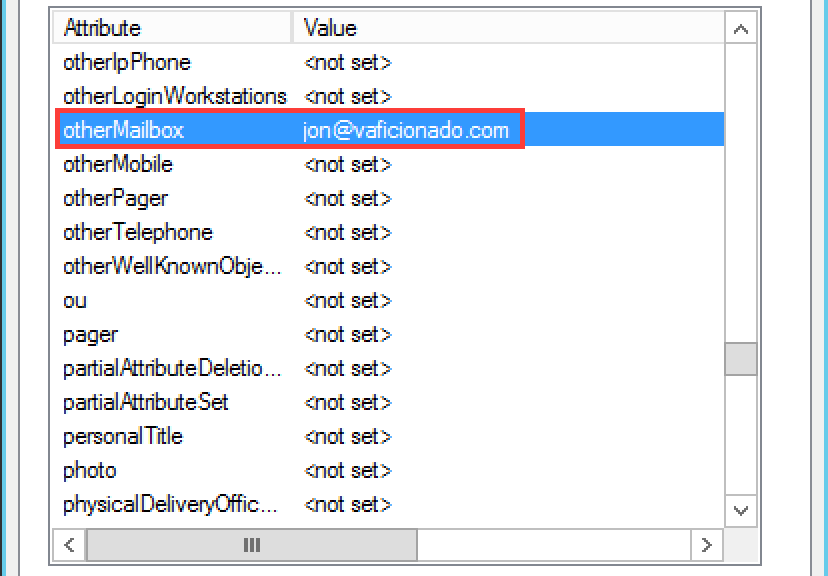 Attribute Value
otherIpPhone <not set>
otherLoginWorkstations <not set>
otherMailbox jon@vaficionado.com
otherMobile <not set>
otherPager <not set>
otherTelephone <not set>
otherWellKnownObje... <not set>
ou <not set>
pager <not set>
partialAttributeDeletio... <not set>
partialAttributeSet <not set>
personalTitle <not set>
photo <not set>
physicalDeliveryOffic... <not set>